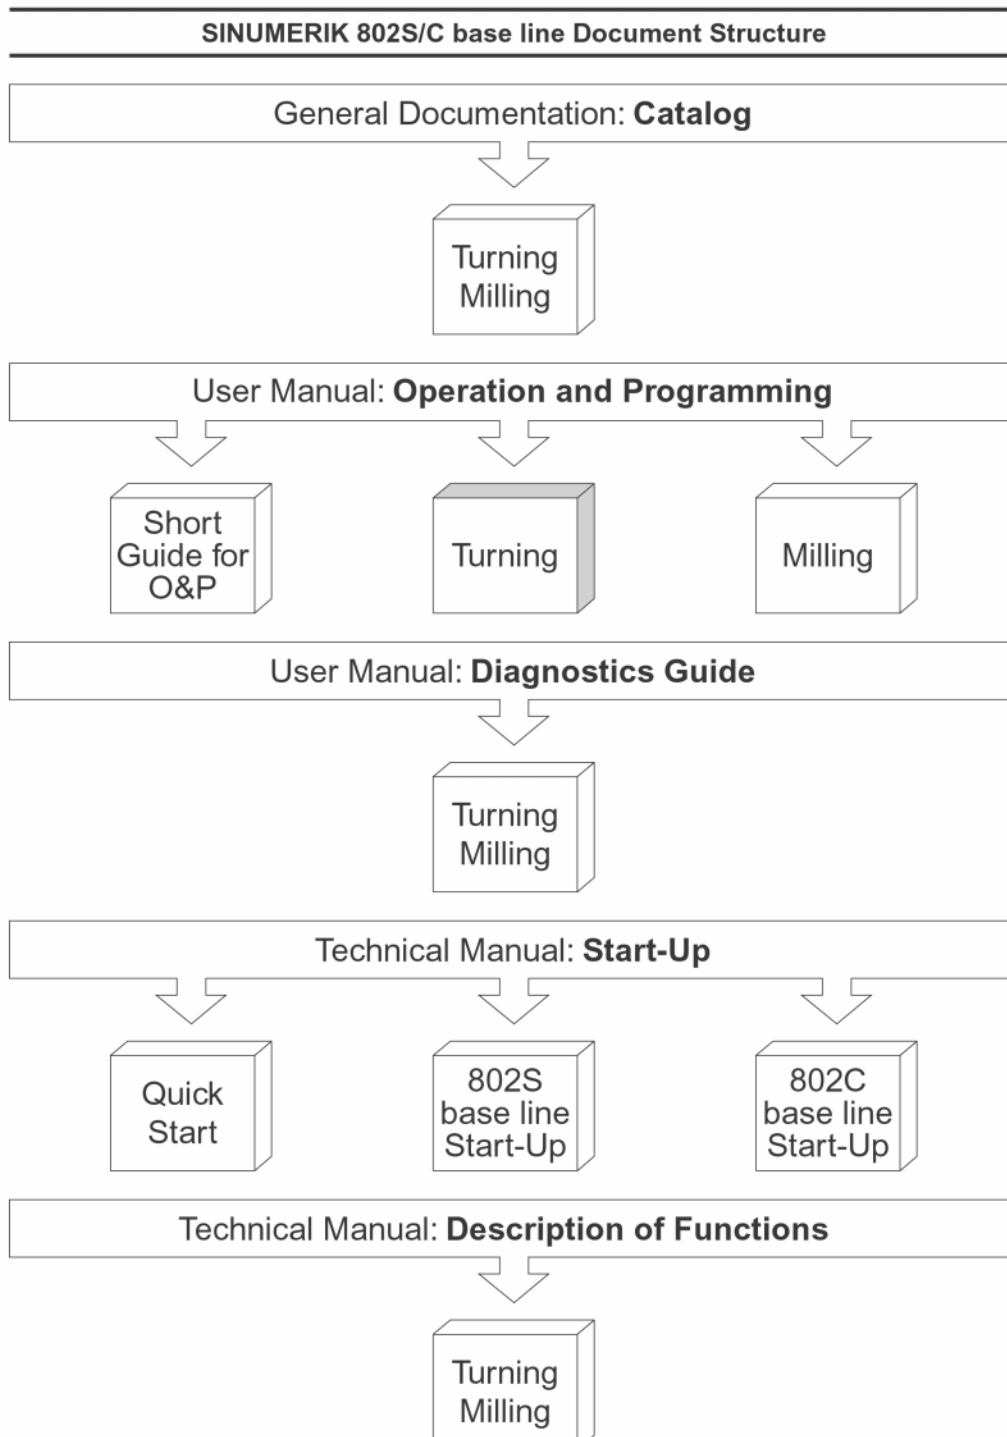 SINUMERIK 802S/C base line Document Structure
General Documentation: Catalog
Turning
Milling
User Manual: Operation and Programming
Short
Guide for
O&P
Turning
Milling
User Manual: Diagnostics Guide
Turning
Milling
Technical Manual: Start-Up
Quick
Start
802S
base line
Start-Up
802C
base line
Start-Up
Technical Manual: Description of Functions
Turning
Milling